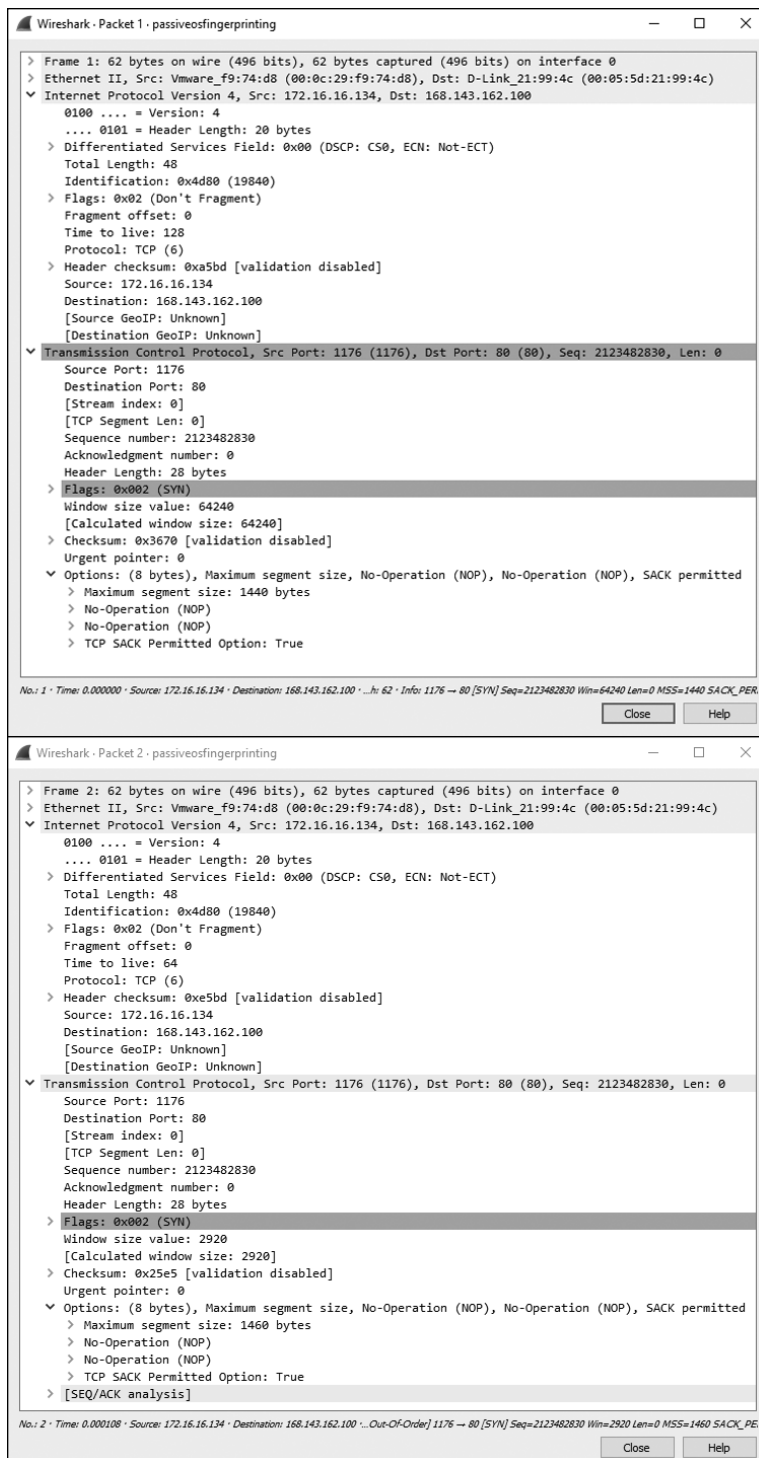 Wireshark · Packet 1 · passiveosfingerprinting
Frame 1: 62 bytes on wire (496 bits), 62 bytes captured (496 bits) on interface 0
Ethernet II, Src: Vmware_f9:74:d8 (00:0c:29:f9:74:d8), Dst: D-Link_21:99:4c (00:05:5d:21:99:4c)
Internet Protocol Version 4, Src: 172.16.16.134, Dst: 168.143.162.100
0100 .... = Version: 4
.... 0101 = Header Length: 20 bytes
Differentiated Services Field: 0x00 (DSCP: CS0, ECN: Not-ECT)
Total Length: 48
Identification: 0x4d80 (19840)
Flags: 0x02 (Don't Fragment)
Fragment offset: 0
Time to live: 128
Protocol: TCP (6)
Header checksum: 0xa5bd [validation disabled]
Source: 172.16.16.134
Destination: 168.143.162.100
[Source GeoIP: Unknown]
[Destination GeoIP: Unknown]
Transmission Control Protocol, Src Port: 1176 (1176), Dst Port: 80 (80), Seq: 2123482830, Len: 0
Source Port: 1176
Destination Port: 80
[Stream index: 0]
[TCP Segment Len: 0]
Sequence number: 2123482830
Acknowledgment number: 0
Header Length: 28 bytes
Flags: 0x002 (SYN)
Window size value: 64240
[Calculated window size: 64240]
Checksum: 0x3670 [validation disabled]
Urgent pointer: 0
Options: (8 bytes), Maximum segment size, No-Operation (NOP), No-Operation (NOP), SACK permitted
Maximum segment size: 1440 bytes
No-Operation (NOP)
No-Operation (NOP)
TCP SACK Permitted Option: True
No.: 1 · Time: 0.000000 · Source: 172.16.16.134 · Destination: 168.143.162.100 · ...h: 62 · Info: 1176 → 80 [SYN] Seq=2123482830 Win=64240 Len=0 MSS=1440 SACK_PER.
Close Help
Wireshark · Packet 2 · passiveosfingerprinting
Frame 2: 62 bytes on wire (496 bits), 62 bytes captured (496 bits) on interface 0
Ethernet II, Src: Vmware_f9:74:d8 (00:0c:29:f9:74:d8), Dst: D-Link_21:99:4c (00:05:5d:21:99:4c)
Internet Protocol Version 4, Src: 172.16.16.134, Dst: 168.143.162.100
0100 .... = Version: 4
.... 0101 = Header Length: 20 bytes
Differentiated Services Field: 0x00 (DSCP: CS0, ECN: Not-ECT)
Total Length: 48
Identification: 0x4d80 (19840)
Flags: 0x02 (Don't Fragment)
Fragment offset: 0
Time to live: 64
Protocol: TCP (6)
Header checksum: 0xe5bd [validation disabled]
Source: 172.16.16.134
Destination: 168.143.162.100
[Source GeoIP: Unknown]
[Destination GeoIP: Unknown]
Transmission Control Protocol, Src Port: 1176 (1176), Dst Port: 80 (80), Seq: 2123482830, Len: 0
Source Port: 1176
Destination Port: 80
[Stream index: 0]
[TCP Segment Len: 0]
Sequence number: 2123482830
Acknowledgment number: 0
Header Length: 28 bytes
Flags: 0x002 (SYN)
Window size value: 2920
[Calculated window size: 2920]
Checksum: 0x25e5 [validation disabled]
Urgent pointer: 0
Options: (8 bytes), Maximum segment size, No-Operation (NOP), No-Operation (NOP), SACK permitted
Maximum segment size: 1460 bytes
No-Operation (NOP)
No-Operation (NOP)
TCP SACK Permitted Option: True
[SEQ/ACK analysis]
No.: 2 · Time: 0.000108 · Source: 172.16.16.134 · Destination: 168.143.162.100 · ...Out-Of-Order] 1176 → 80 [SYN] Seq=2123482830 Win=2920 Len=0 MSS=1460 SACK_PE.
Close Help